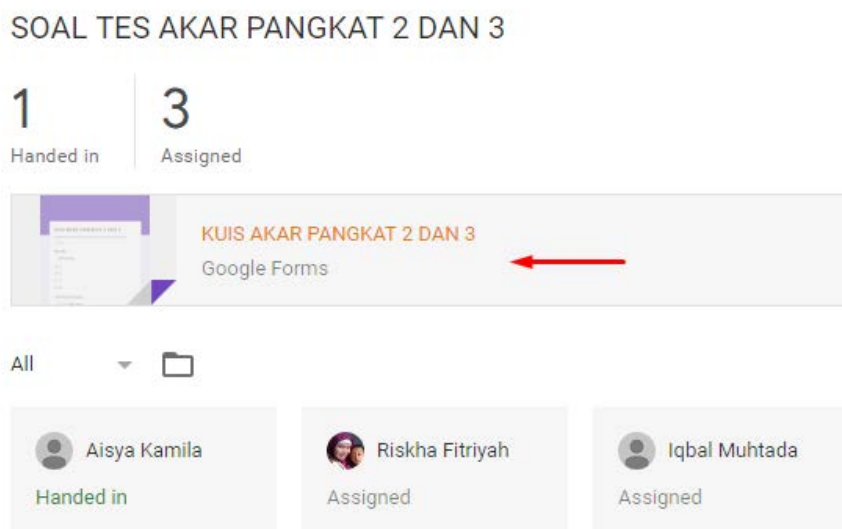 SOAL TES AKAR PANGKAT 2 DAN 3
1 3
Handed in Assigned
KUIS AKAR PANGKAT 2 DAN 3
Google Forms
All
Aisya Kamila Riskha Fitriyah Iqbal Muhtada
Handed in Assigned Assigned